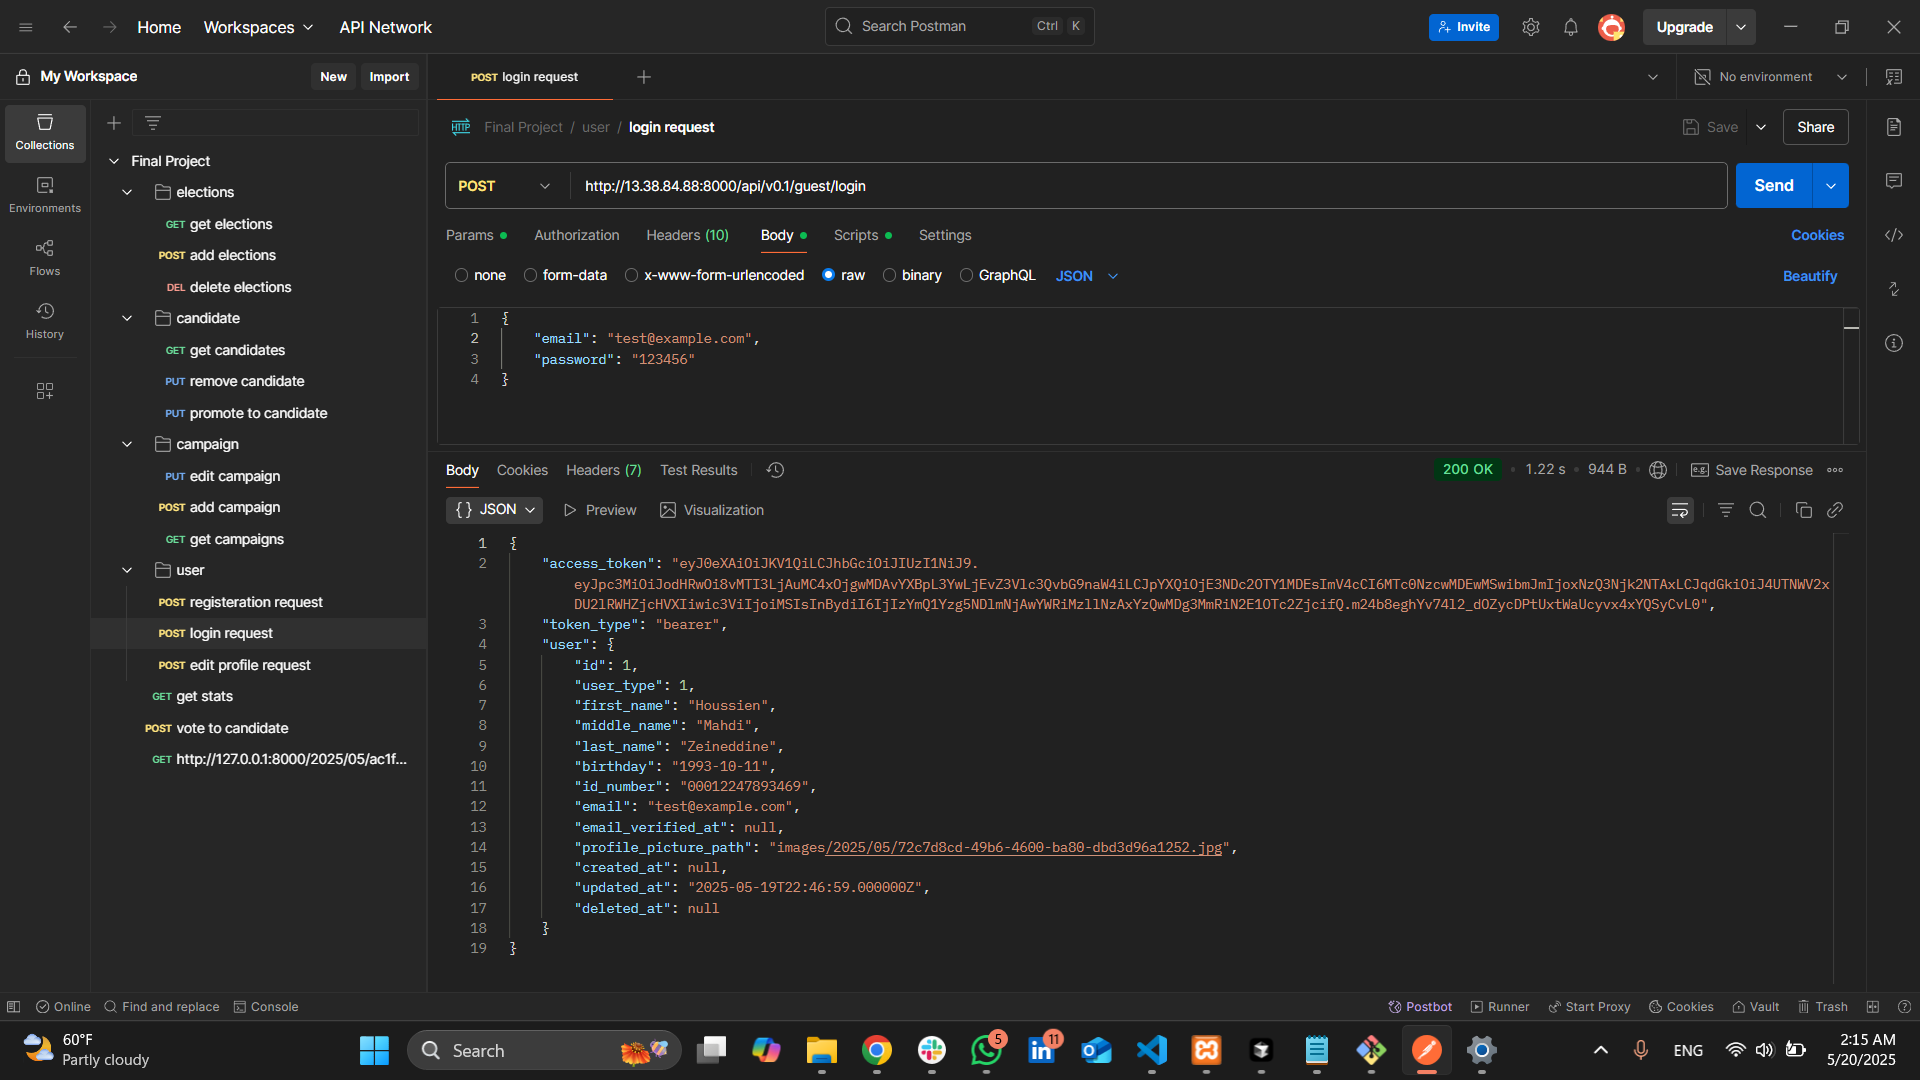 Home
Workspaces
API Network
Search Postman
Ctrl K
Invite
Upgrade
My Workspace
New
Import
POST login request
No environment
Collections
Environments
Flows
History
Final Project
elections
GET get elections
POST add elections
DEL delete elections
candidate
GET get candidates
PUT remove candidate
PUT promote to candidate
campaign
PUT edit campaign
POST add campaign
GET get campaigns
user
POST registeration request
POST login request
POST edit profile request
GET get stats
POST vote to candidate
GET http://127.0.0.1:8000/2025/05/ac1f...
HTTP Final Project / user / login request
Save
Share
POST http://13.38.84.88:8000/api/v0.1/guest/login
Send
Params Authorization Headers (10) Body Scripts Settings
Cookies
none form-data x-www-form-urlencoded raw binary GraphQL JSON
Beautify
1 {
2 "email": "test@example.com",
3 "password": "123456"
4 }
Body Cookies Headers (7) Test Results
200 OK • 1.22 s • 944 B
e.g. Save Response
{} JSON Preview Visualization
1 {
2 "access_token": "eyJ0eXAiOiJKV1QiLCJhbGciOiJIUzI1NiJ9.
3 "token_type": "bearer",
4 "user": {
5 "id": 1,
6 "user_type": 1,
7 "first_name": "Houssien",
8 "middle_name": "Mahdi",
9 "last_name": "Zeineddine",
10 "birthday": "1993-10-11",
11 "id_number": "00012247893469",
12 "email": "test@example.com",
13 "email_verified_at": null,
14 "profile_picture_path": "images/2025/05/72c7d8cd-49b6-4600-ba80-dbd3d96a1252.jpg",
15 "created_at": null,
16 "updated_at": "2025-05-19T22:46:59.000000Z",
17 "deleted_at": null
18 }
19 }
Online
Find and replace
Console
Postbot
Runner
Start Proxy
Cookies
Vault
Trash
60°F
Partly cloudy
Search
5
11
ENG
2:15 AM
5/20/2025